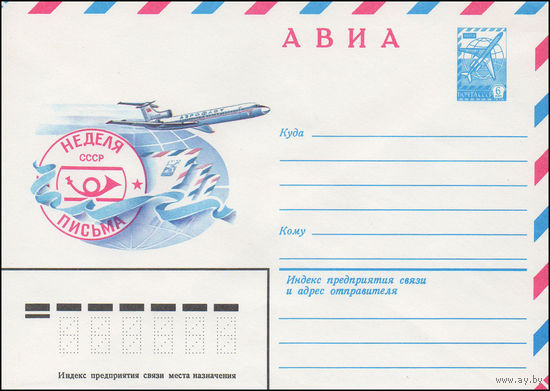 АВИА
ПОЧТА СССР
6
АЭРОФЛОТ
НЕДЕЛЯ
СССР
ПИСЬМА
Куда
Кому
Индекс предприятия связи
и адрес отправителя
Индекс предприятия связи места назначения
© www.ay.by